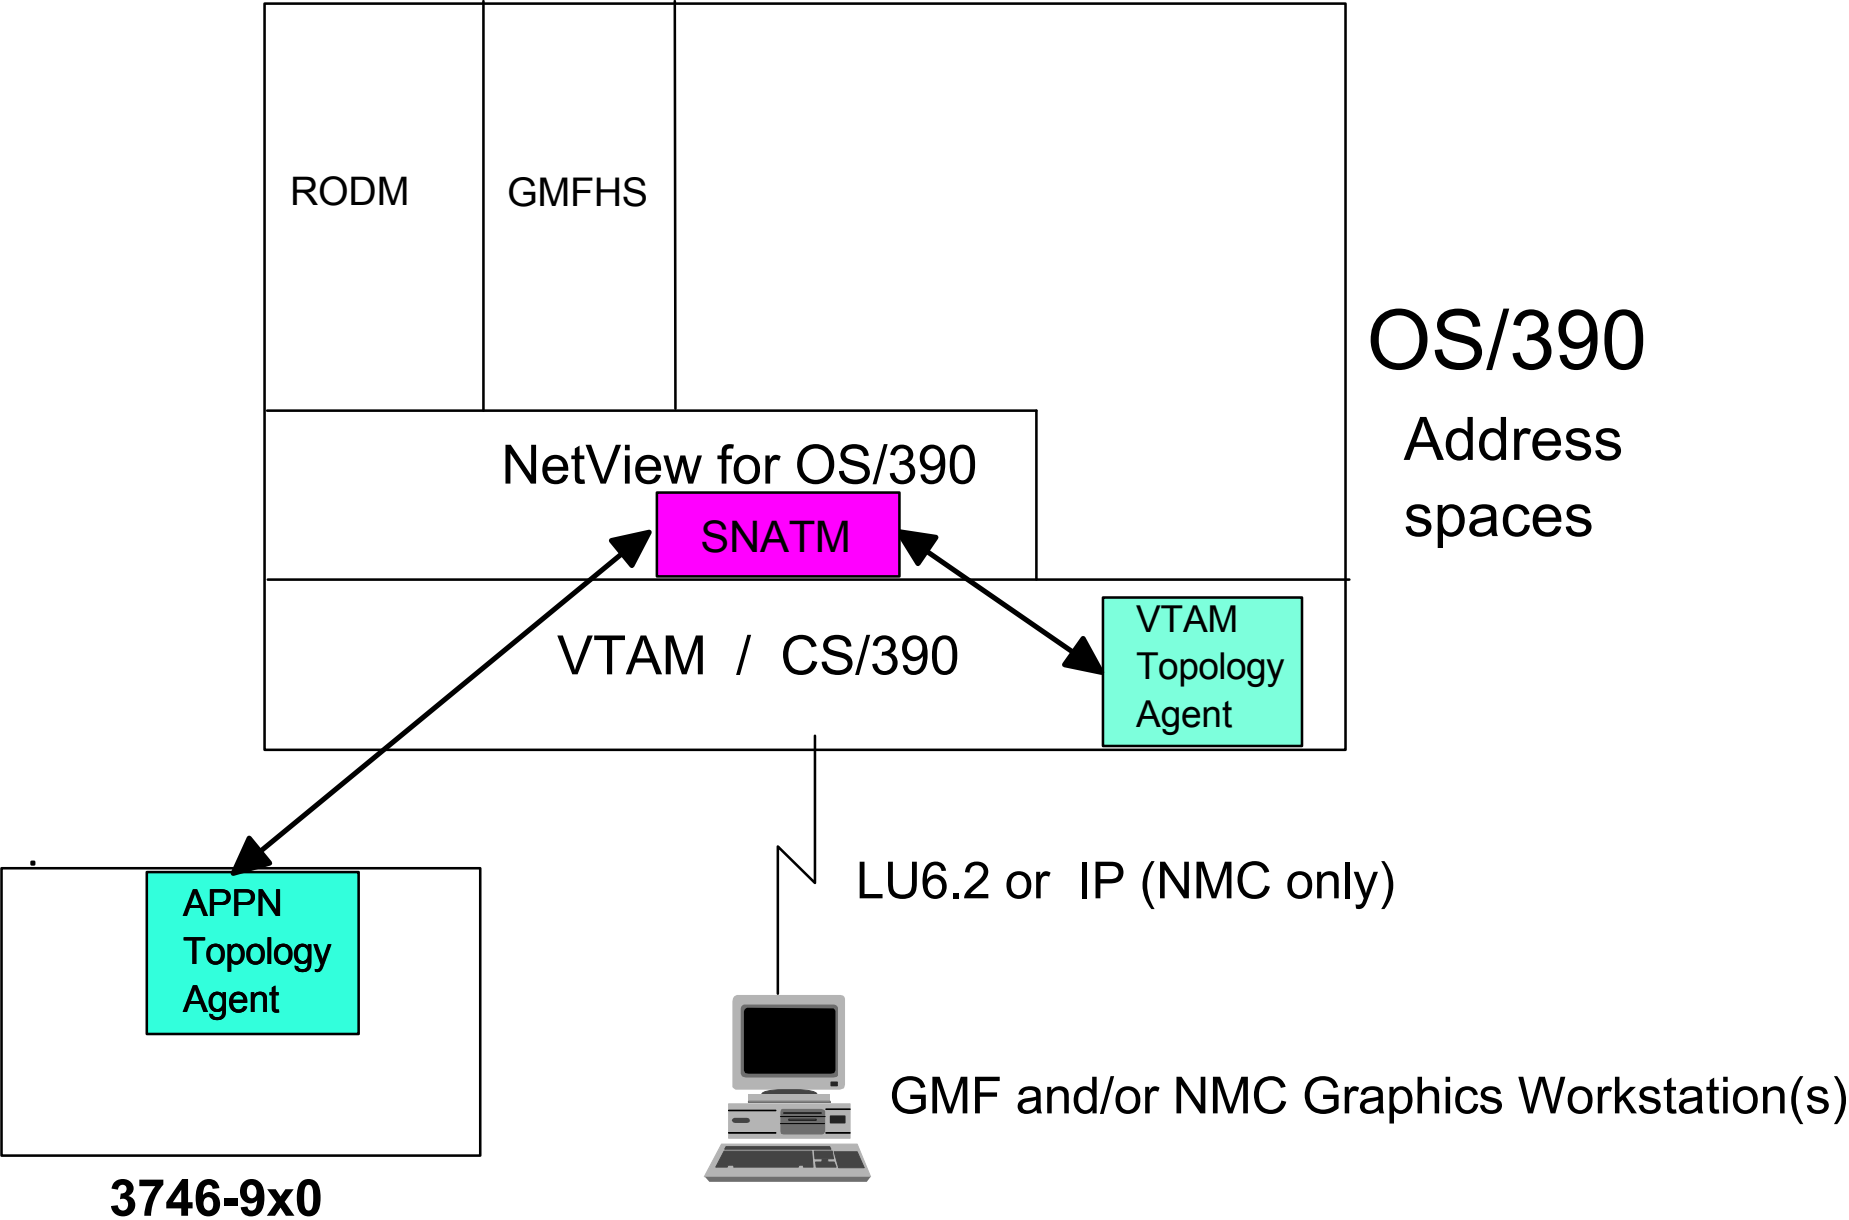 RODM
GMFHS
OS/390
Address
spaces
NetView for OS/390
SNATM
VTAM / CS/390
VTAM
Topology
Agent
LU6.2 or IP (NMC only)
APPN
Topology
Agent
GMF and/or NMC Graphics Workstation(s)
3746-9x0